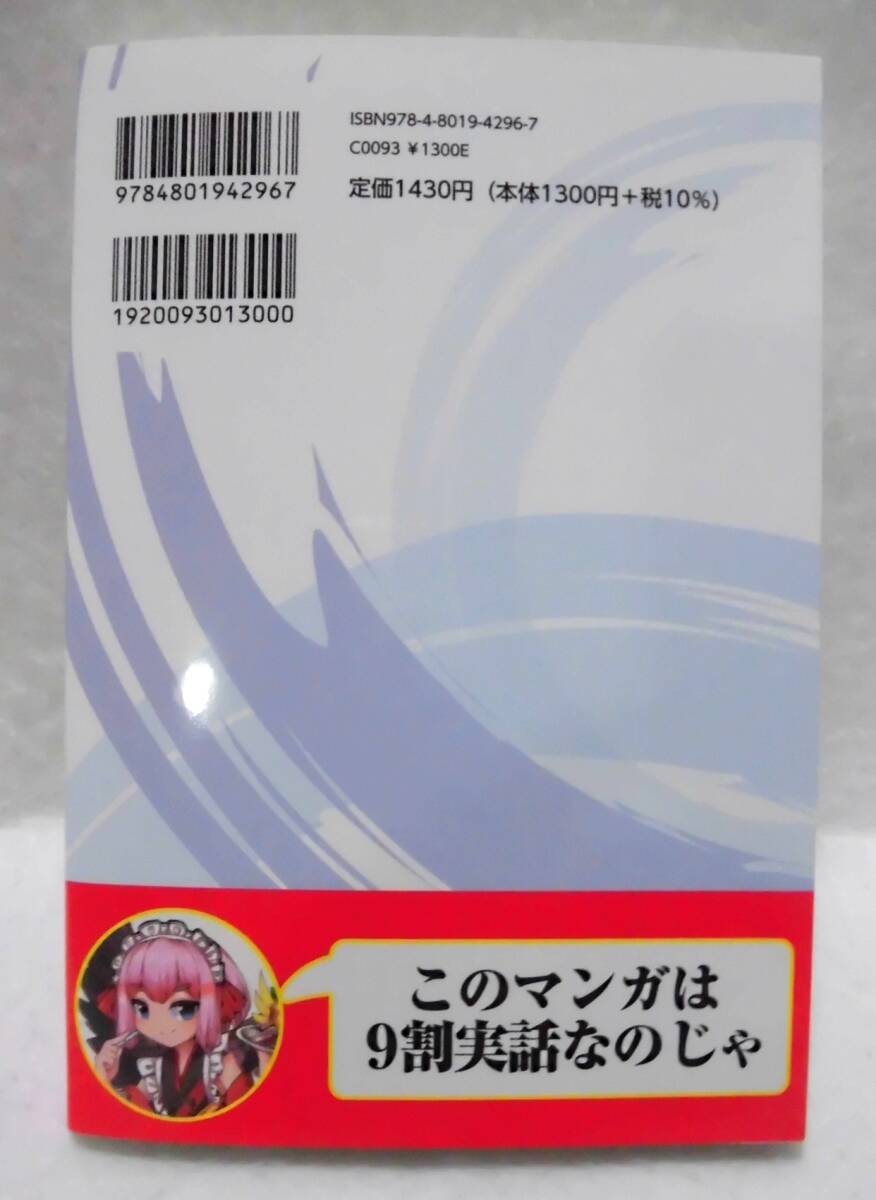 ISBN978-4-8019-4296-7
C0093 ¥1300E
定価1430円（本体1300円＋税10％）
9784801942967
1920093013000
このマンガは
9割実話なのじゃ